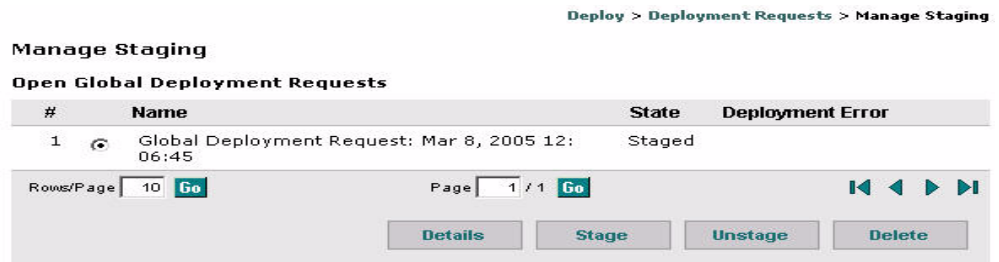 Deploy > Deployment Requests > Manage Staging
Manage Staging
Open Global Deployment Requests
# Name State Deployment Error
1 Global Deployment Request: Mar 8, 2005 12: Staged
06:45
Rows/Page 10 Go Page 1 / 1 Go
Details Stage Unstage Delete